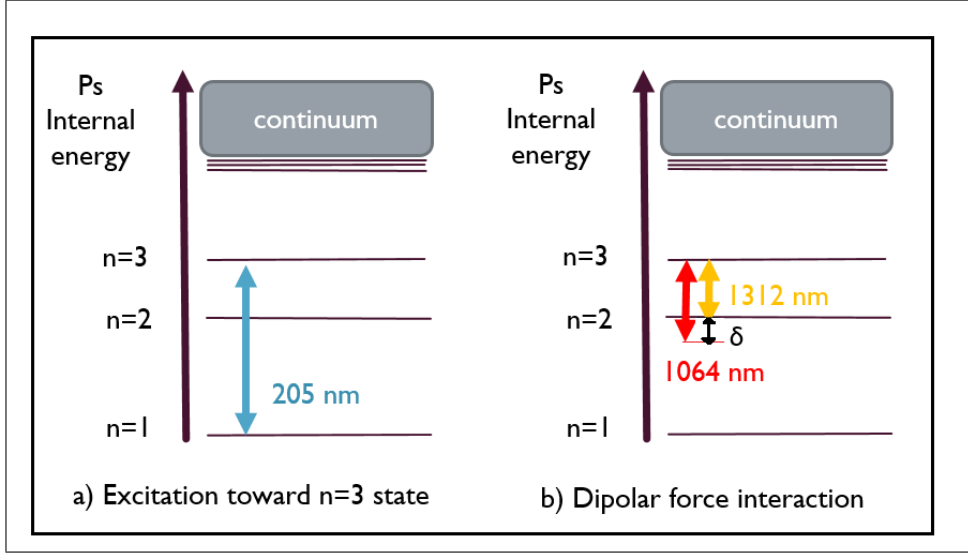 Ps
Internal
energy
continuum
n=3
n=2
205 nm
n=1
a) Excitation toward n=3 state
Ps
Internal
energy
continuum
n=3
1312 nm
n=2
δ
1064 nm
n=1
b) Dipolar force interaction